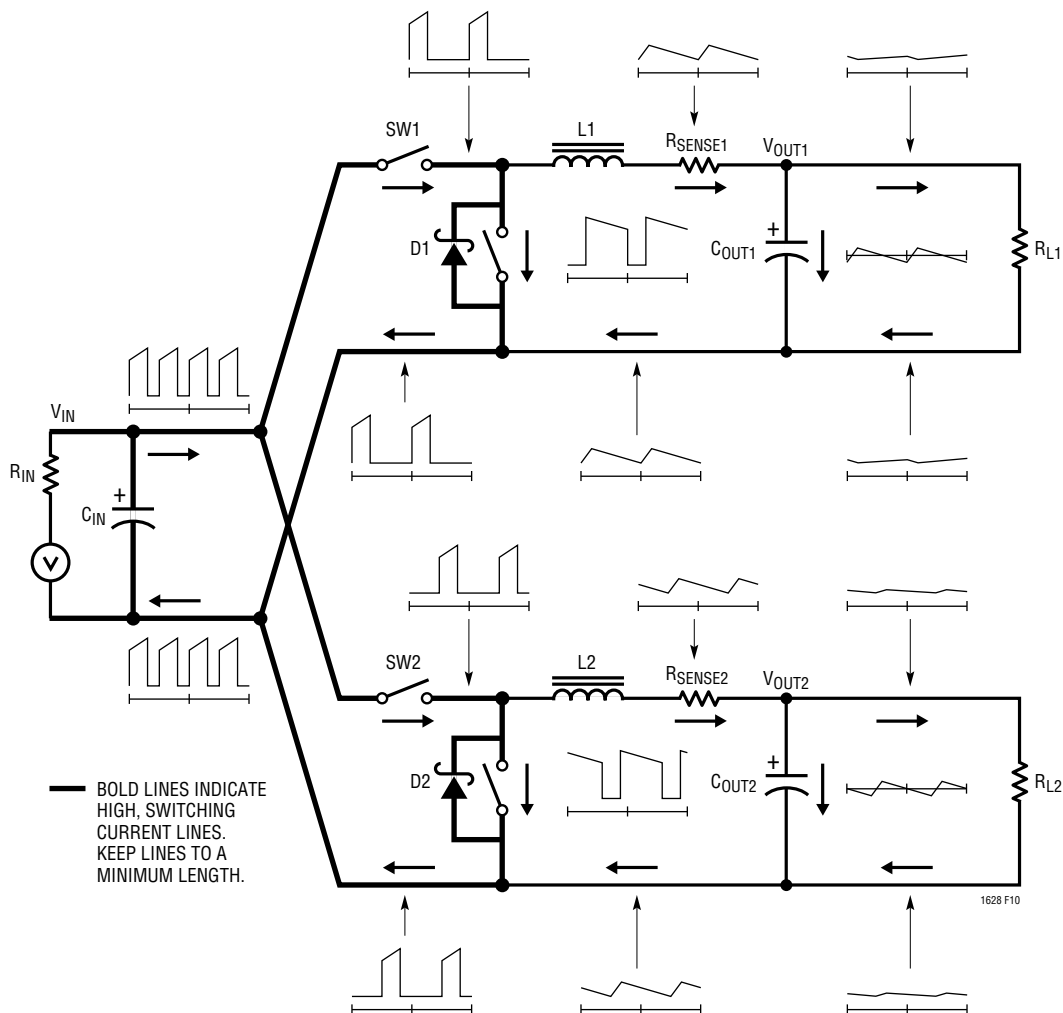 SW1
L1
RSENSE1
VOUT1
D1
COUT1
RL1
VIN
RIN
CIN
SW2
L2
RSENSE2
VOUT2
D2
COUT2
RL2
BOLD LINES INDICATE
HIGH, SWITCHING
CURRENT LINES.
KEEP LINES TO A
MINIMUM LENGTH.
1628 F10
+
+
+
V